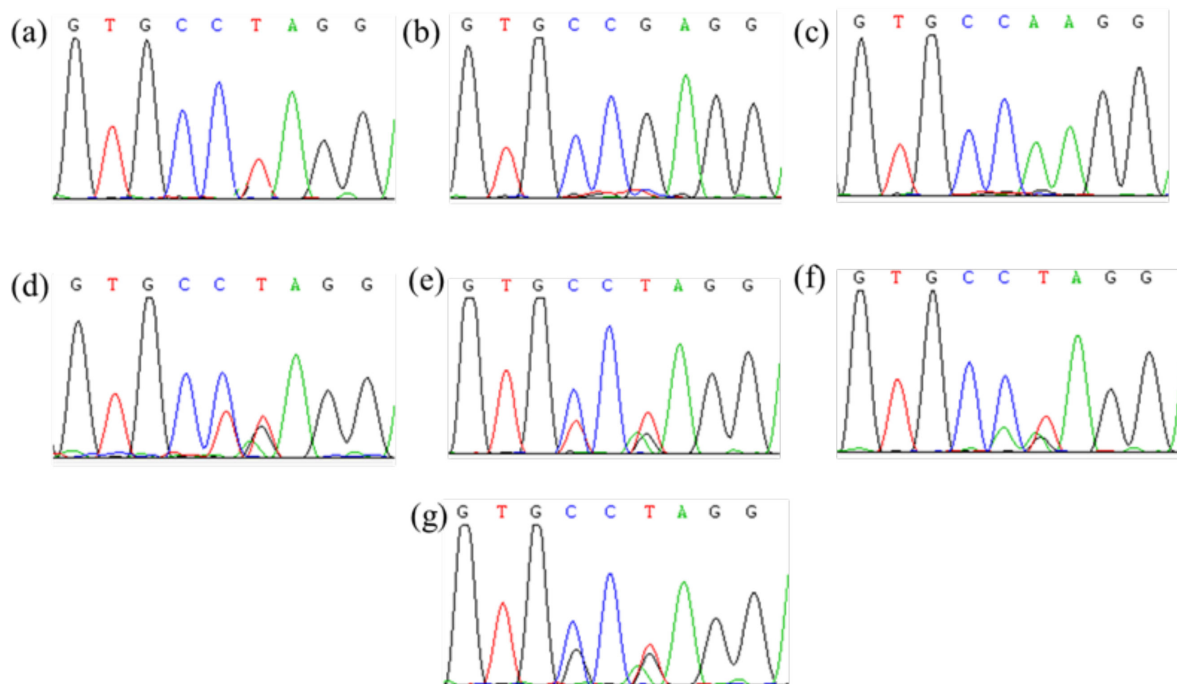 (a) G T G C C T A G G
(b) G T G C C G A G G
(c) G T G C C A A G G
(d) G T G C C T A G G
(e) G T G C C T A G G
(f) G T G C C T A G G
(g) G T G C C T A G G